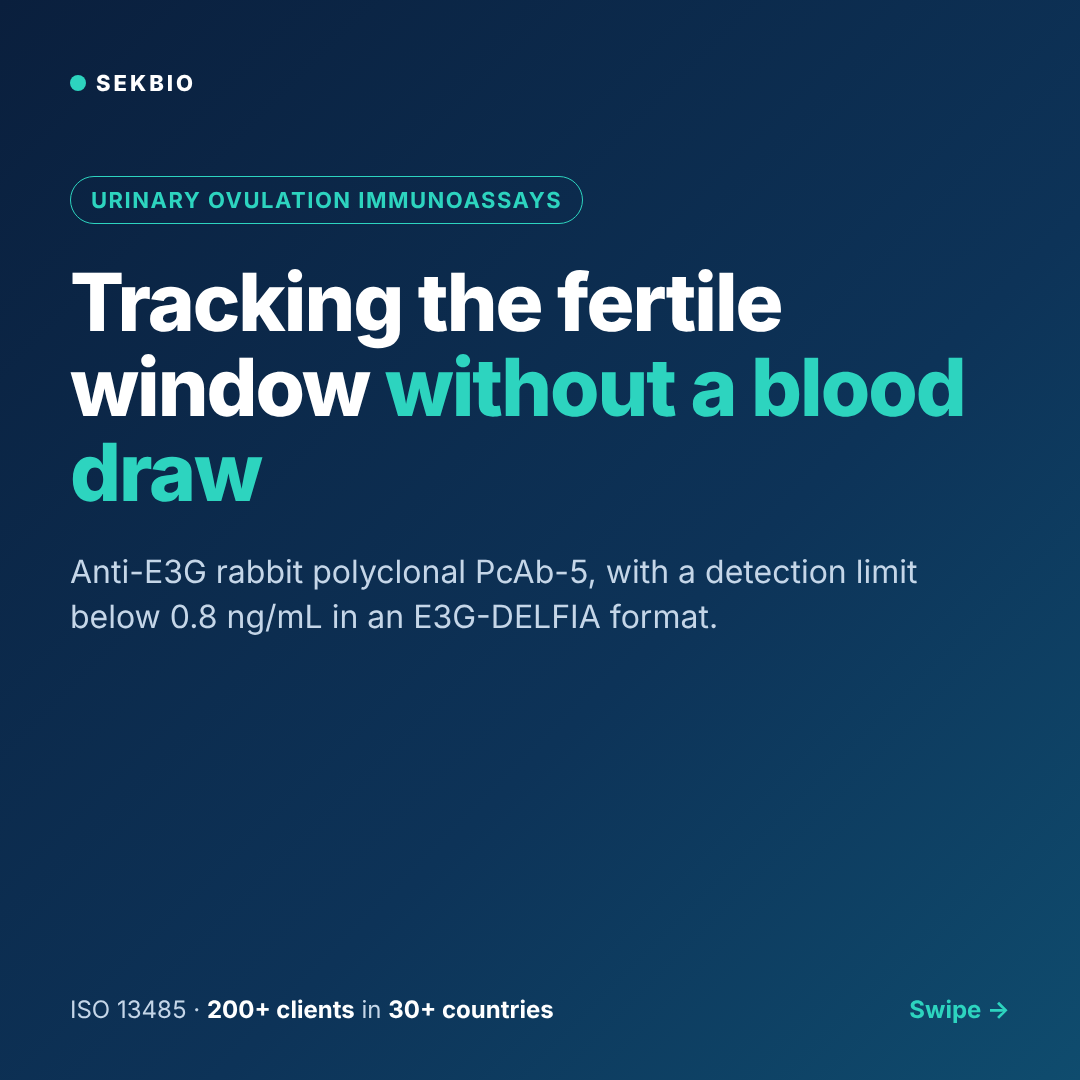 SEKBIO
URINARY OVULATION IMMUNOASSAYS
Tracking the fertile
window without a blood
draw
Anti-E3G rabbit polyclonal PcAb-5, with a detection limit
below 0.8 ng/mL in an E3G-DELFIA format.
ISO 13485 · 200+ clients in 30+ countries
Swipe →